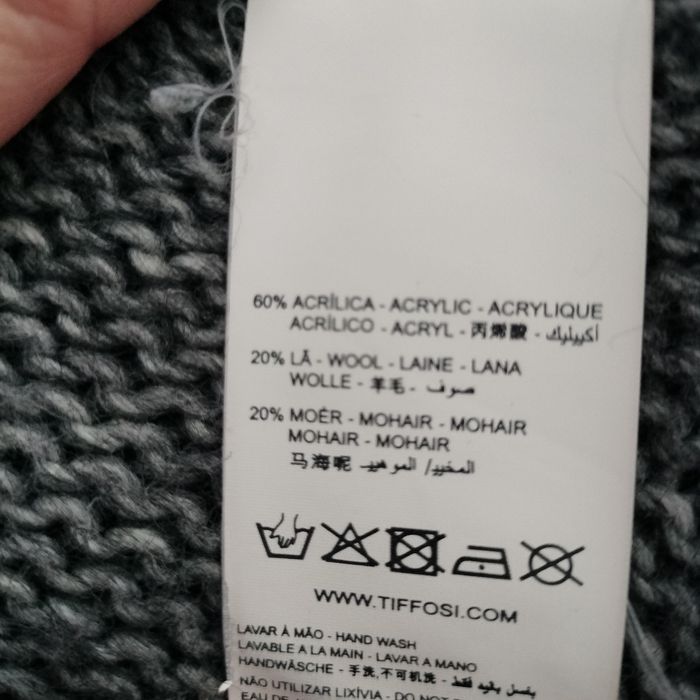 60% ACRÍLICA - ACRYLIC - ACRYLIQUE
ACRÍLICO - ACRYL - 丙烯酸 - أكريليك
20% LÃ - WOOL - LAINE - LANA
WOLLE - 羊毛 - صوف
20% MOÉR - MOHAIR - MOHAIR
MOHAIR - MOHAIR
马海呢 الموهير /المخير
WWW.TIFFOSI.COM
LAVAR À MÃO - HAND WASH
LAVABLE A LA MAIN - LAVAR A MANO
HANDWÄSCHE - 手洗,不可机洗 - يغسل باليد فقط
NÃO UTILIZAR LIXÍVIA - DO NOT
EAU DE